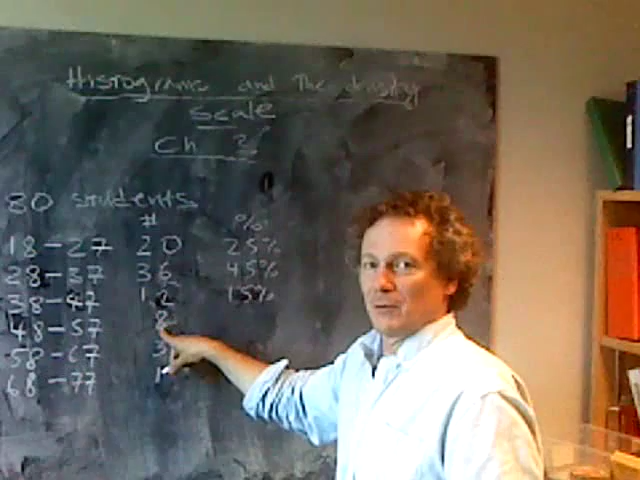 Histograms and the density
scale
Ch 3
80 students
# %
18-27 20 25%
28-37 36 45%
38-47 12 15%
48-57 8
58-67 3
68-77 1